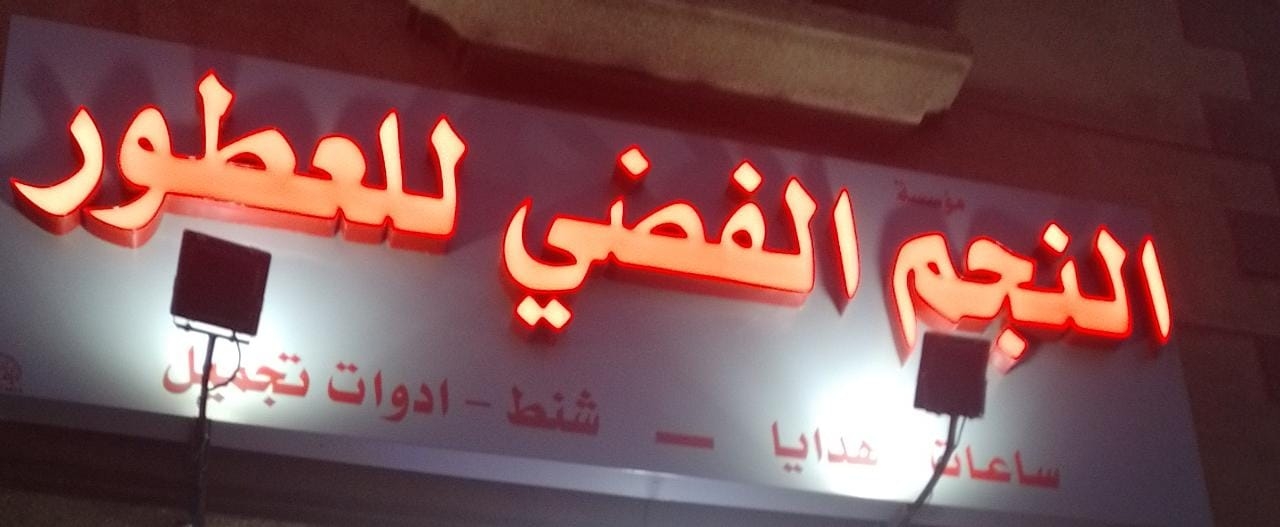 مؤسسة
النجم الفضي للعطور
ساعات هدايا — شنط - ادوات تجميل